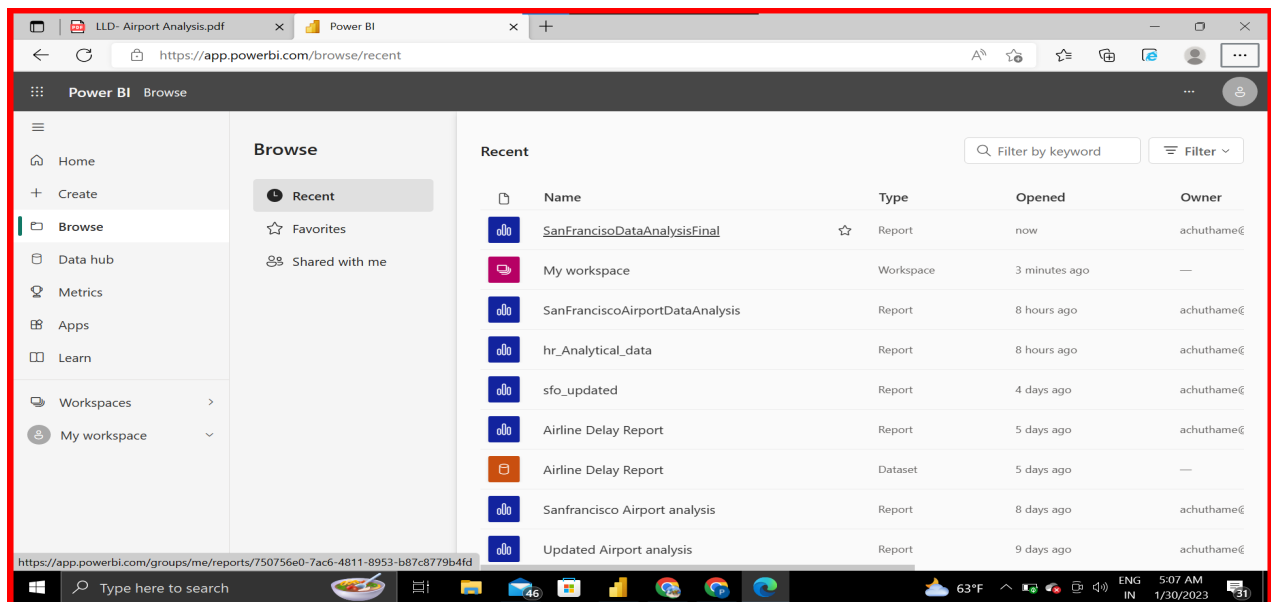 LLD- Airport Analysis.pdf
Power BI
https://app.powerbi.com/browse/recent
Power BI Browse
Home
Create
Browse
Data hub
Metrics
Apps
Learn
Workspaces
My workspace
Browse
Recent
Favorites
Shared with me
Recent
Filter by keyword
Filter
Name Type Opened Owner
SanFrancisoDataAnalysisFinal Report now achuthame@
My workspace Workspace 3 minutes ago —
SanFranciscoAirportDataAnalysis Report 8 hours ago achuthame@
hr_Analytical_data Report 8 hours ago achuthame@
sfo_updated Report 4 days ago achuthame@
Airline Delay Report Report 5 days ago achuthame@
Airline Delay Report Dataset 5 days ago —
Sanfrancisco Airport analysis Report 8 days ago achuthame@
Updated Airport analysis Report 9 days ago achuthame@
https://app.powerbi.com/groups/me/reports/750756e0-7ac6-4811-8953-b87c8779b4fd
Type here to search
46
63°F
ENG
IN
5:07 AM
1/30/2023
31